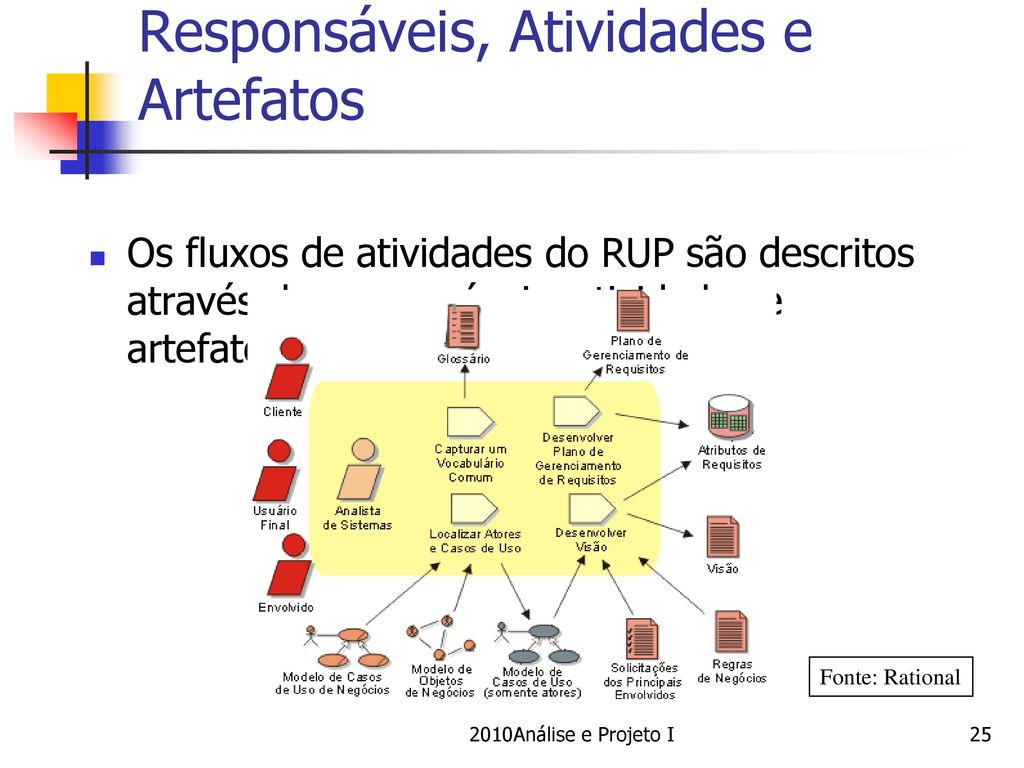 Responsáveis, Atividades e
Artefatos
Os fluxos de atividades do RUP são descritos
através
Glossário
Plano de
Gerenciamento de
Requisitos
Cliente
Capturar um
Vocabulário
Comum
Desenvolver
Plano de
Gerenciamento
de Requisitos
Atributos de
Requisitos
Usuário
Final
Analista
de Sistemas
Localizar Atores
e Casos de Uso
Desenvolver
Visão
Visão
Envolvido
Modelo de Casos
de Uso de Negócios
Modelo de
Objetos
de Negócios
Modelo de
Casos de Uso
(somente atores)
Solicitações
dos Principais
Envolvidos
Regras
de Negócios
Fonte: Rational
2010Análise e Projeto I
25